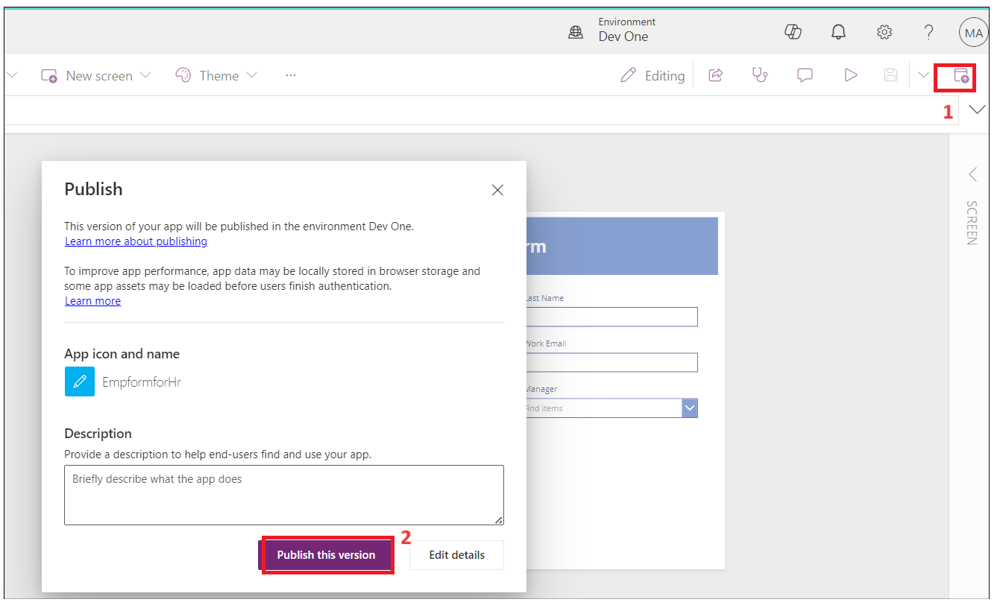 Environment
Dev One
MA
New screen
Theme
...
Editing
1
SCREEN
Publish
This version of your app will be published in the environment Dev One.
Learn more about publishing
To improve app performance, app data may be locally stored in browser storage and
some app assets may be loaded before users finish authentication.
Learn more
App icon and name
EmpformforHr
Description
Provide a description to help end-users find and use your app.
Briefly describe what the app does
2
Publish this version
Edit details
rm
Last Name
Work Email
Manager
Find items